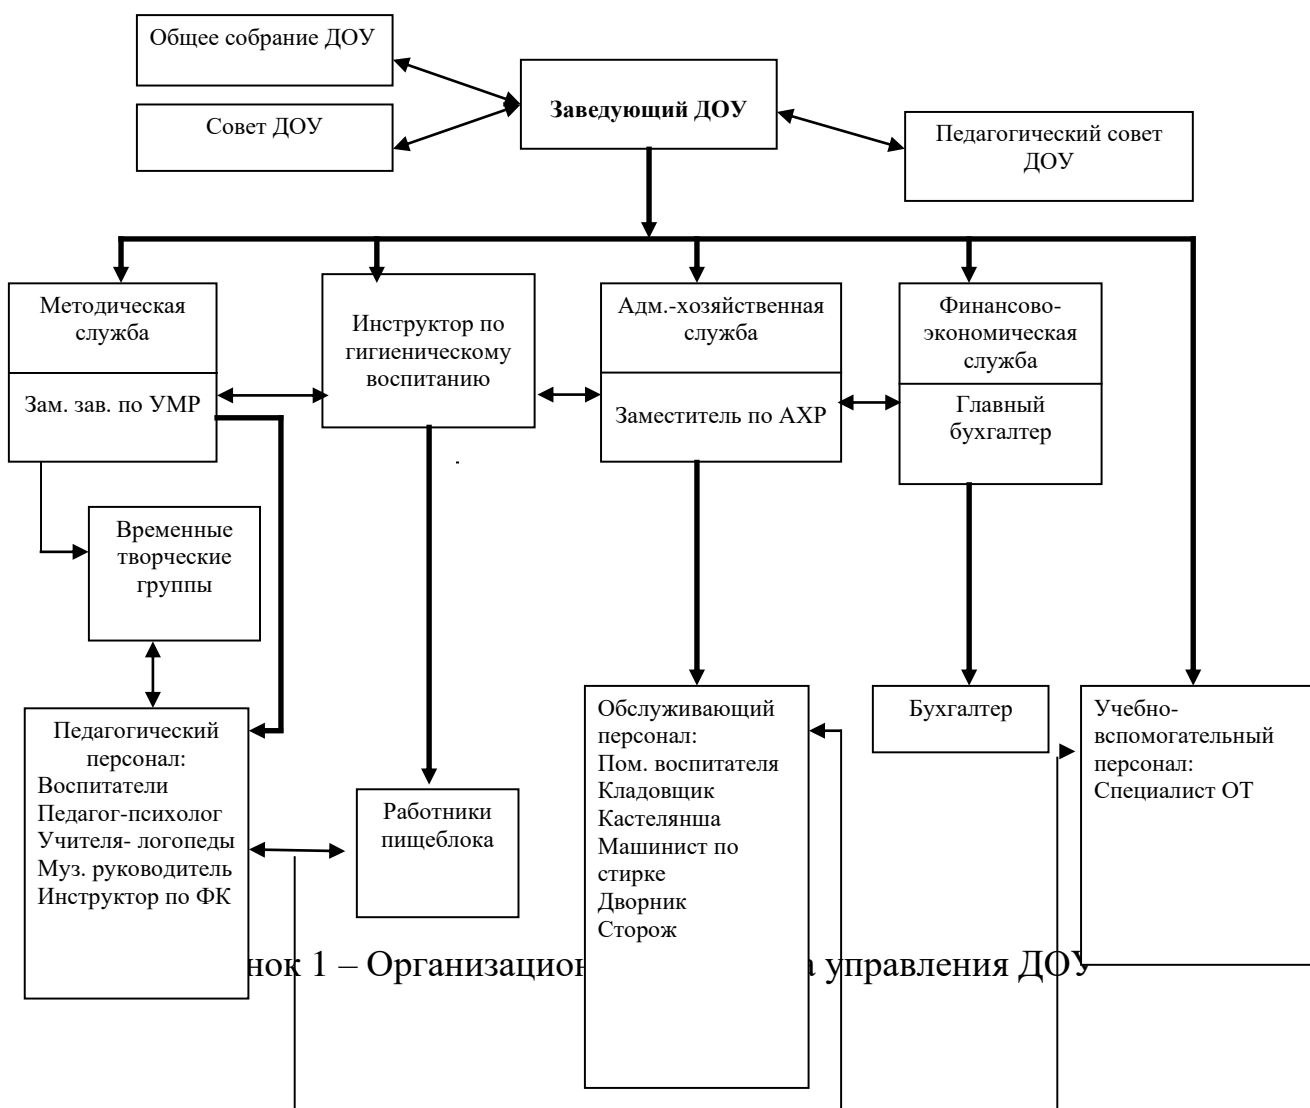 Общее собрание ДОУ
Заведующий ДОУ
Совет ДОУ
Педагогический совет
ДОУ
Методическая
служба
Зам. зав. по УМР
Инструктор по
гигиеническому
воспитанию
Адм.-хозяйственная
служба
Заместитель по АХР
Финансово-
экономическая
служба
Главный
бухгалтер
Временные
творческие
группы
Педагогический
персонал:
Воспитатели
Педагог-психолог
Учителя- логопеды
Муз. руководитель
Инструктор по ФК
Работники
пищеблока
Обслуживающий
персонал:
Пом. воспитателя
Кладовщик
Кастелянша
Машинист по
стирке
Дворник
Сторож
Бухгалтер
Учебно-
вспомогательный
персонал:
Специалист ОТ
нок 1 – Организацион а управления ДОУ